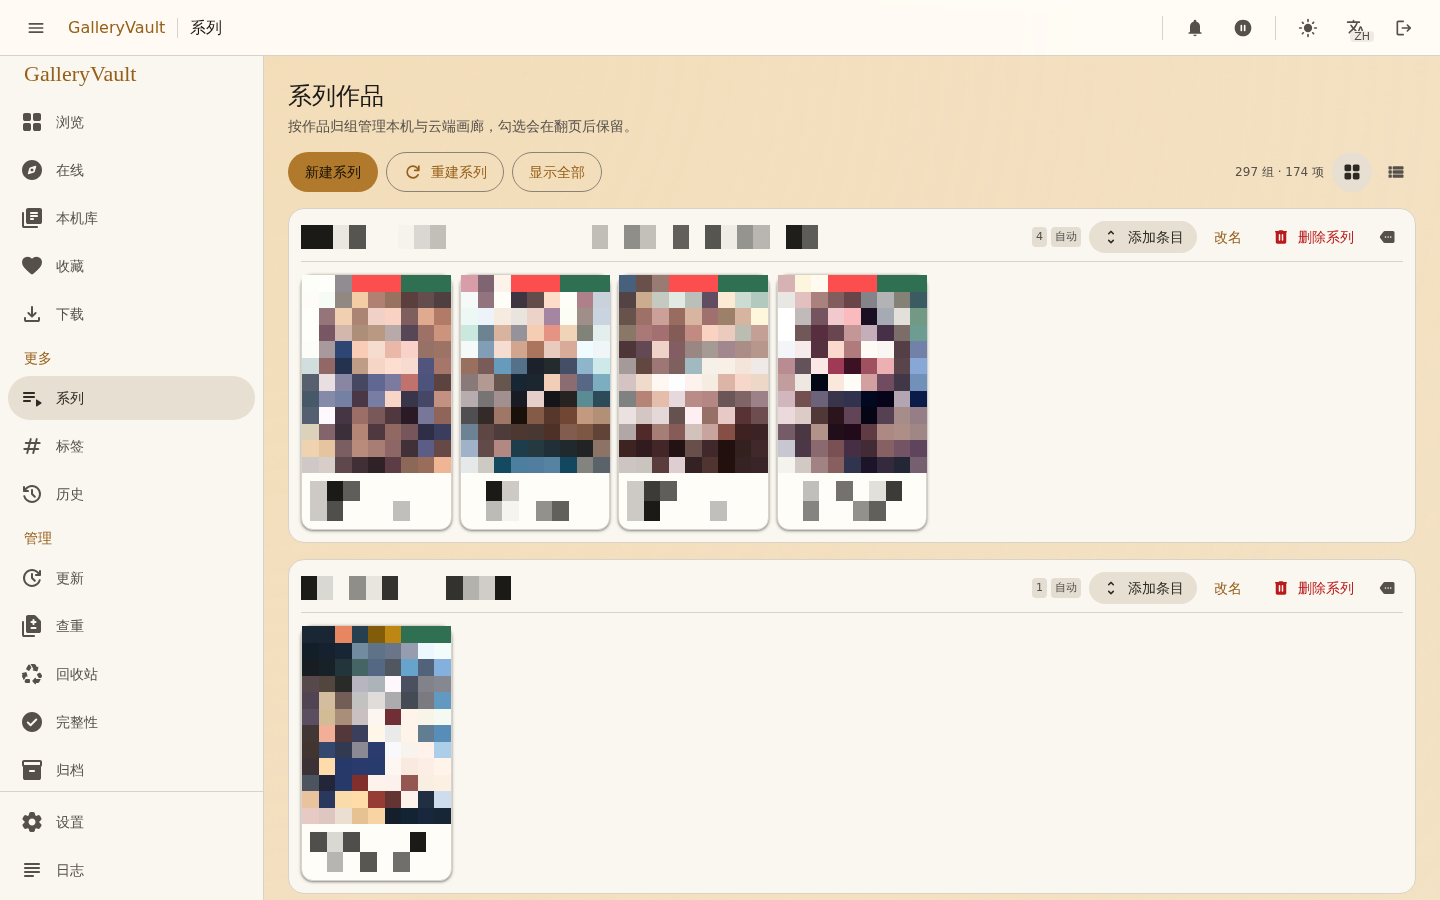 GalleryVault
系列
ZH
GalleryVault
浏览
在线
本机库
收藏
下载
更多
系列
标签
历史
管理
更新
查重
回收站
完整性
归档
设置
日志
系列作品
按作品归组管理本机与云端画廊，勾选会在翻页后保留。
新建系列
重建系列
显示全部
297 组 · 174 项
4 自动 添加条目 改名 删除系列
1 自动 添加条目 改名 删除系列